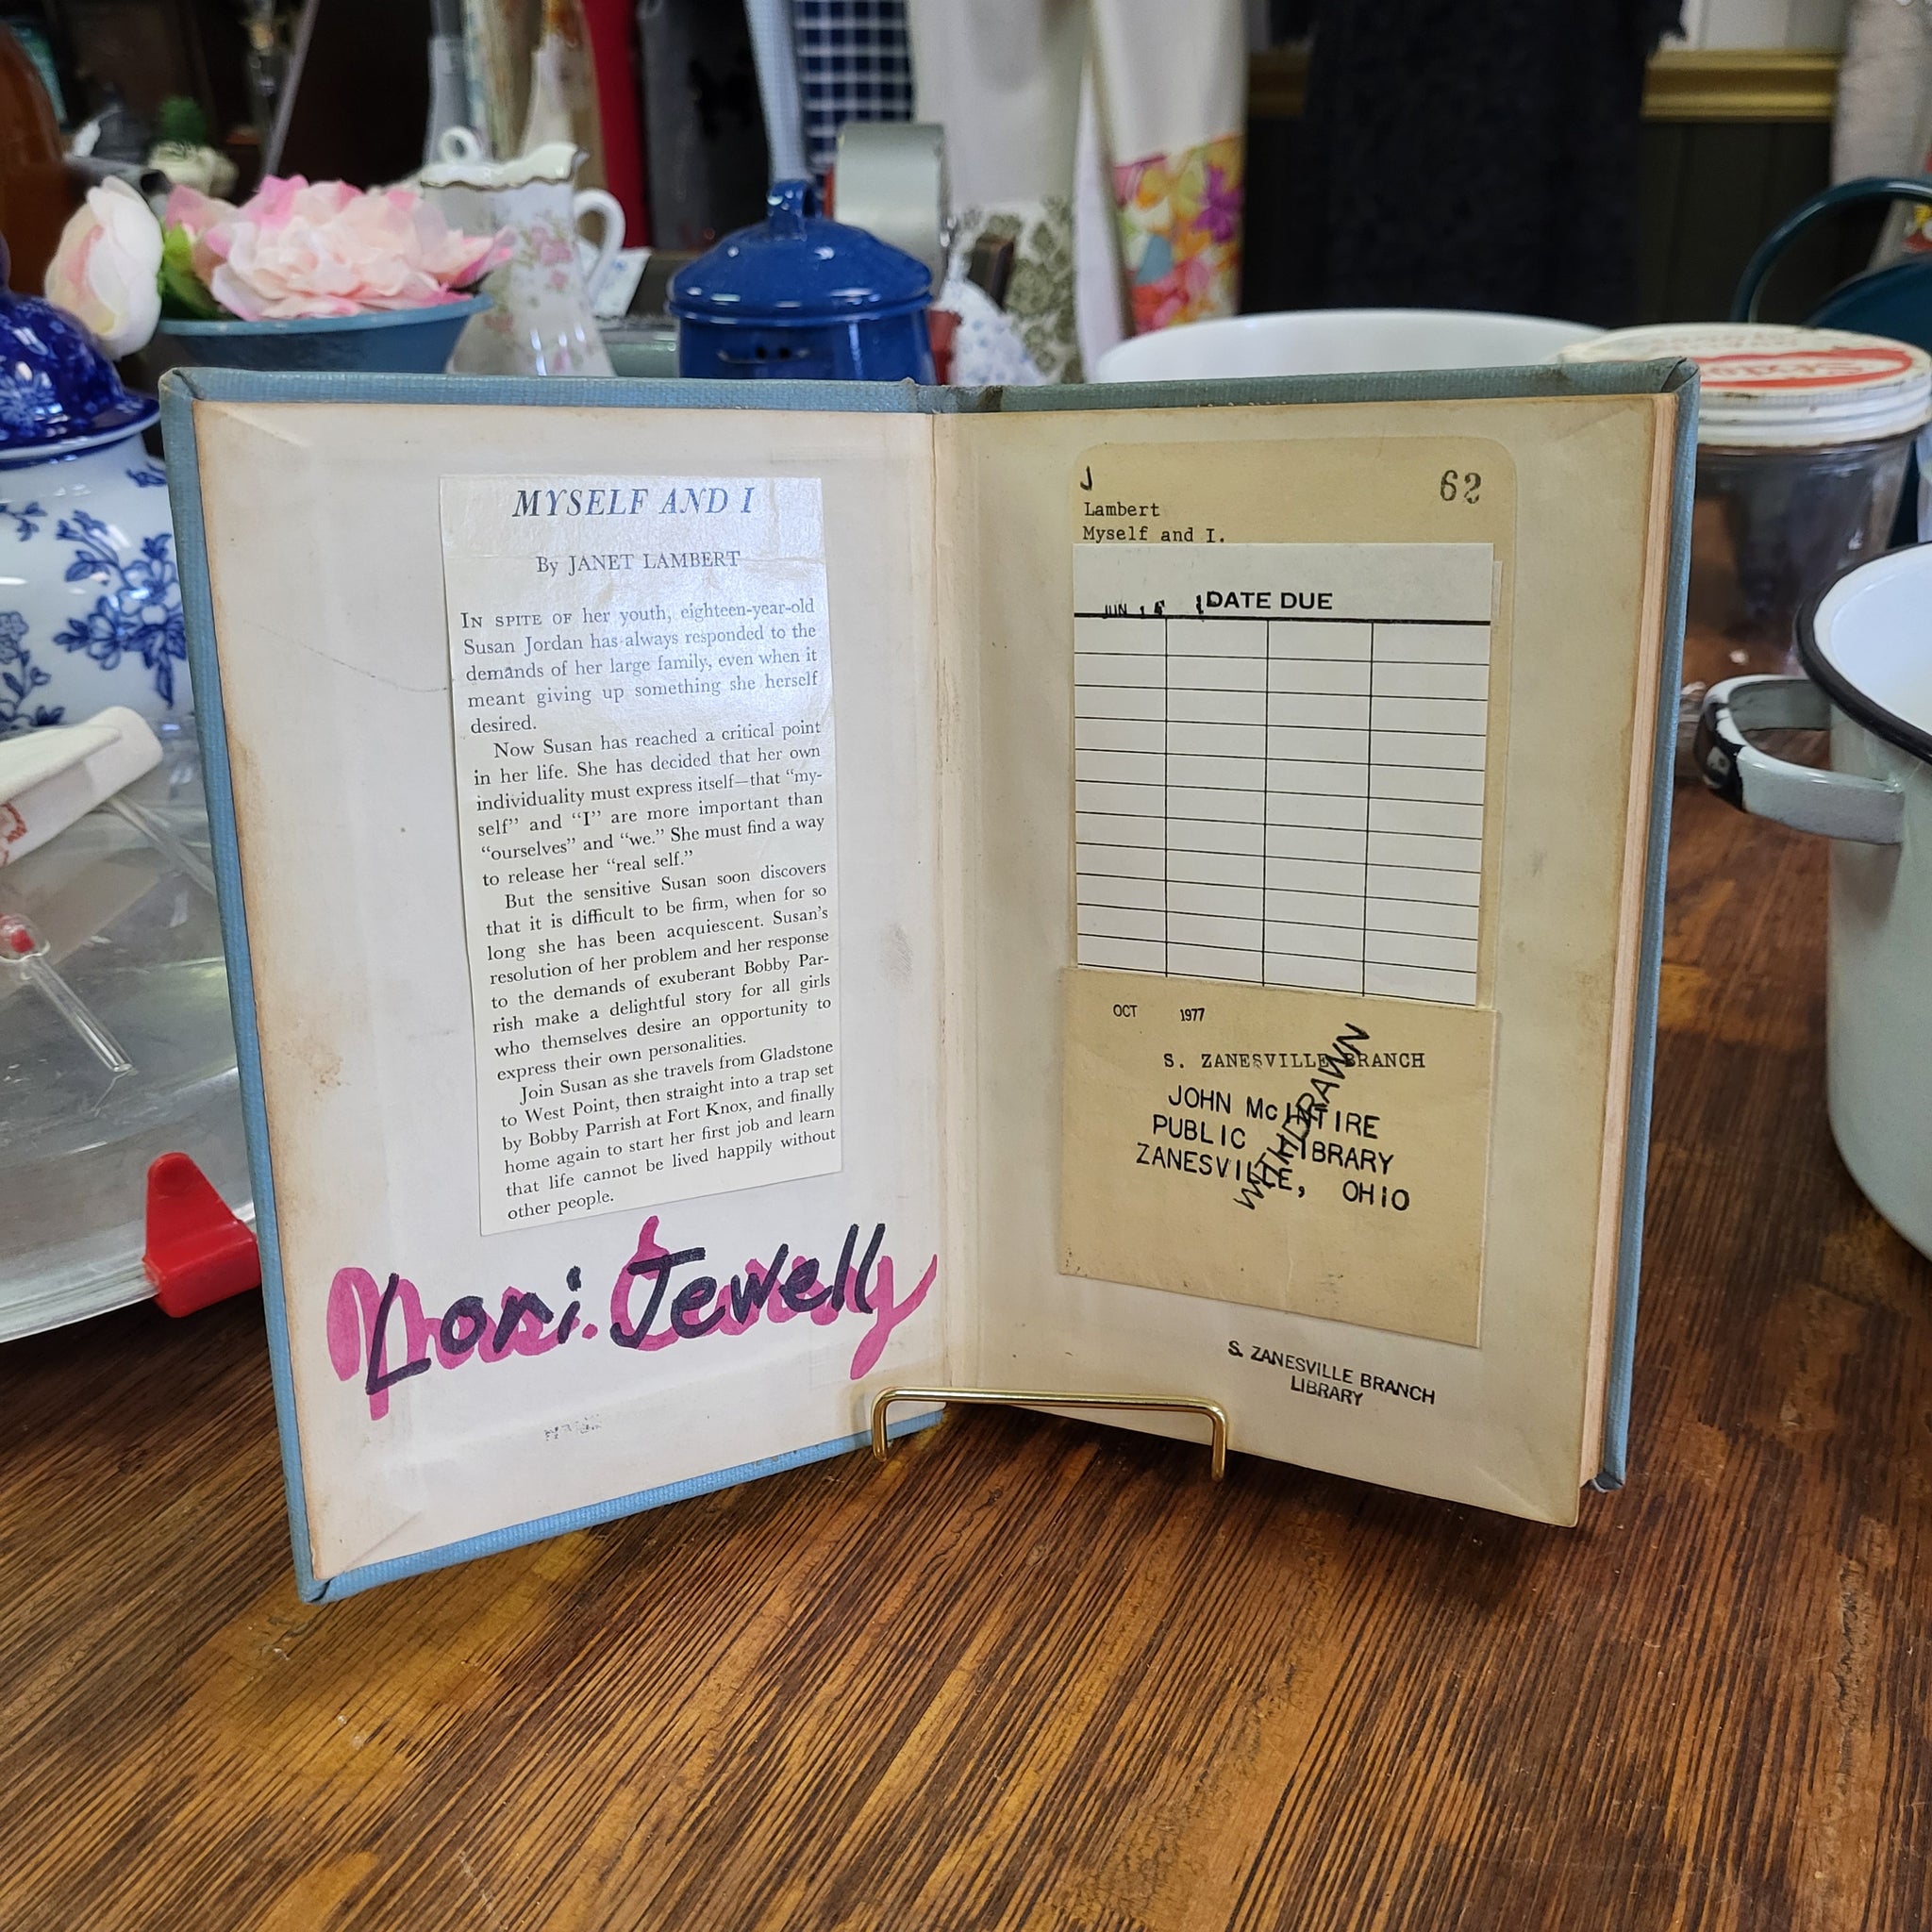 MYSELF AND I
By JANET LAMBERT
IN SPITE OF her youth, eighteen-year-old
Susan Jordan has always responded to the
demands of her large family, even when it
meant giving up something she herself
desired.
Now Susan has reached a critical point
in her life. She has decided that her own
individuality must express itself—that “my-
self” and “I” are more important than
“ourselves” and “we.” She must find a way
to release her “real self.”
But the sensitive Susan soon discovers
that it is difficult to be firm, when for so
long she has been acquiescent. Susan’s
resolution of her problem and her response
to the demands of exuberant Bobby Par-
rish make a delightful story for all girls
who themselves desire an opportunity to
express their own personalities.
Join Susan as she travels from Gladstone
to West Point, then straight into a trap set
by Bobby Parrish at Fort Knox, and finally
home again to start her first job and learn
that life cannot be lived happily without
other people.
Lori Jewell
J
62
Lambert
Myself and I.
DATE DUE
JUN
OCT 1977
S. ZANESVILLE BRANCH
JOHN McINTIRE
PUBLIC LIBRARY
ZANESVILLE, OHIO
WITHDRAWN
S. ZANESVILLE BRANCH
LIBRARY